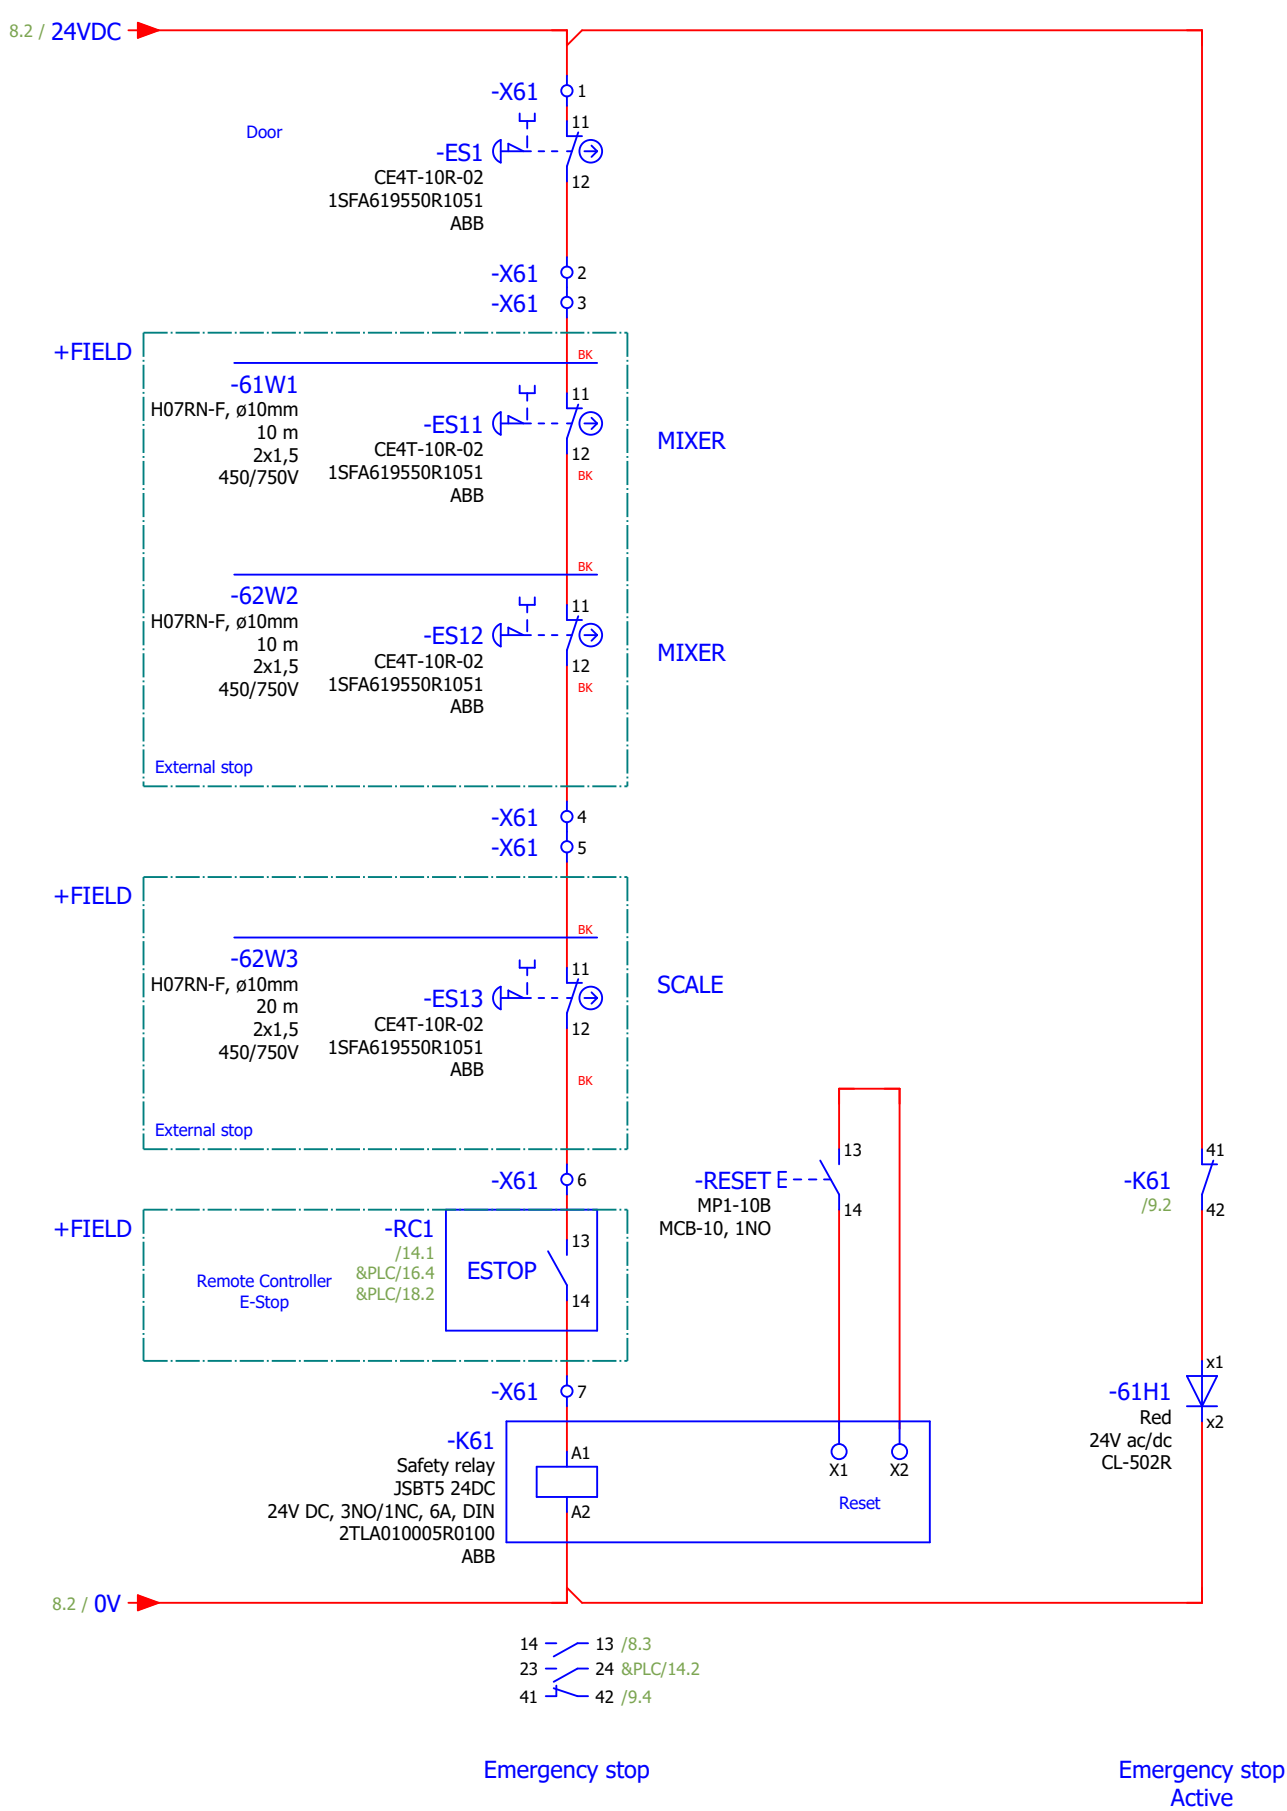 8.2 / 24VDC
-X61 1
Door
11
-ES1
CE4T-10R-02
12
1SFA619550R1051
ABB
-X61 2
-X61 3
+FIELD
BK
-61W1
11
H07RN-F, ø10mm
-ES11
10 m
MIXER
CE4T-10R-02
12
2x1,5
1SFA619550R1051
BK
450/750V
ABB
BK
-62W2
11
H07RN-F, ø10mm
-ES12
10 m
MIXER
CE4T-10R-02
12
2x1,5
1SFA619550R1051
BK
450/750V
ABB
External stop
-X61 4
-X61 5
+FIELD
BK
-62W3
11
H07RN-F, ø10mm
-ES13
SCALE
20 m
CE4T-10R-02
12
2x1,5
1SFA619550R1051
450/750V
ABB
BK
External stop
-X61 6
+FIELD
-RC1
/14.1
&PLC/16.4
&PLC/18.2
13
ESTOP
14
Remote Controller
E-Stop
-X61 7
-K61
Safety relay
JSBT5 24DC
24V DC, 3NO/1NC, 6A, DIN
2TLA010005R0100
ABB
A1
A2
13
-RESET E
MP1-10B
14
MCB-10, 1NO
X1 X2
Reset
41
-K61
/9.2
42
x1
-61H1
Red
x2
24V ac/dc
CL-502R
8.2 / 0V
14 13 /8.3
23 24 &PLC/14.2
41 42 /9.4
Emergency stop
Emergency stop
Active